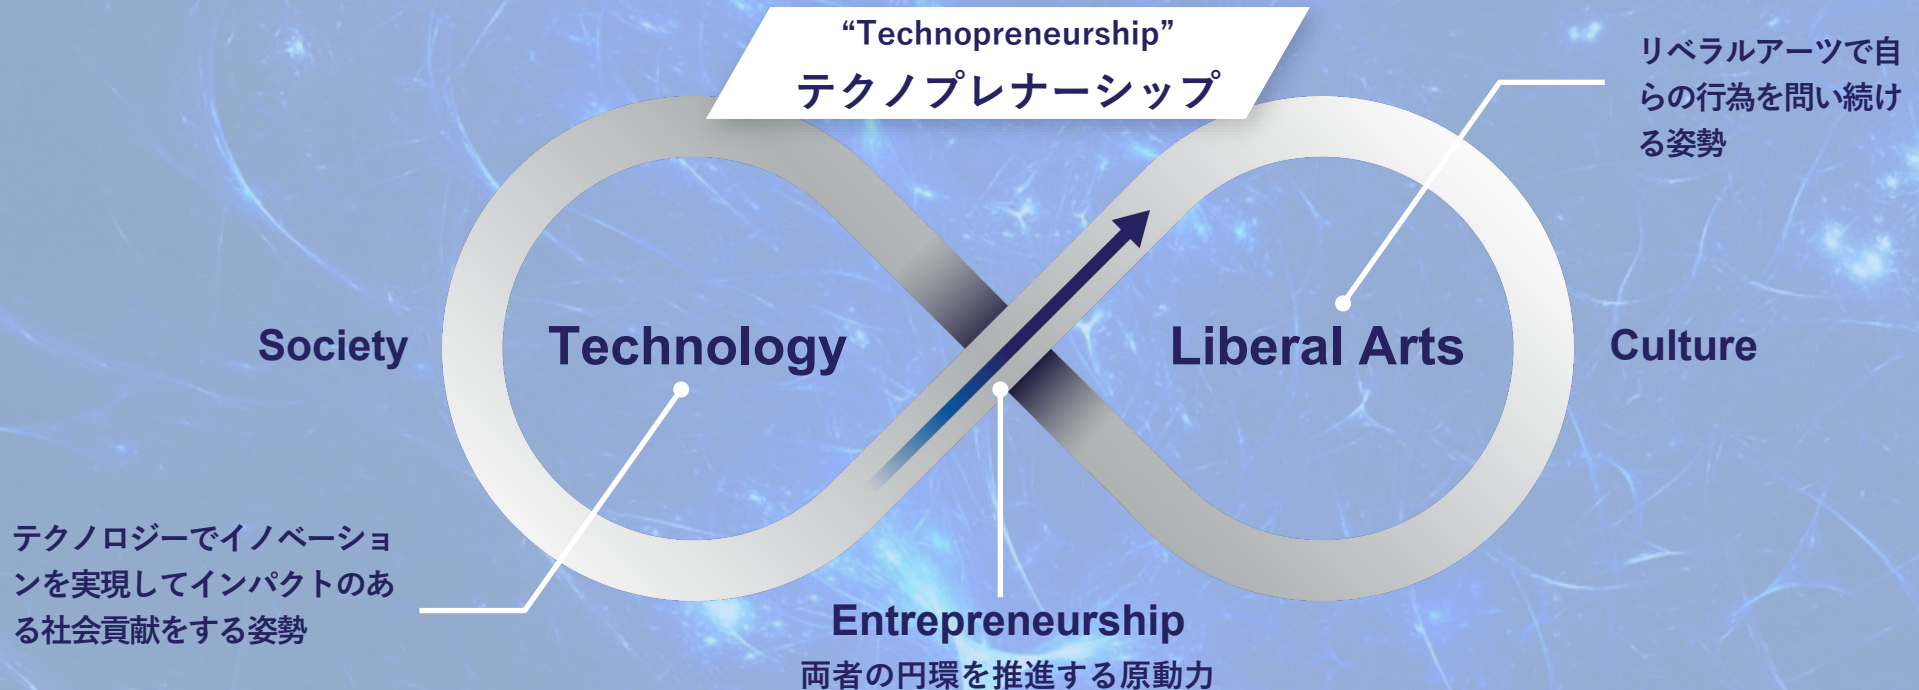 “Technopreneurship”
テクノプレナーシップ
リベラルアーツで自
らの行為を問い続け
る姿勢
Society
Technology
Liberal Arts
Culture
テクノロジーでイノベーショ
ンを実現してインパクトのあ
る社会貢献をする姿勢
Entrepreneurship
両者の円環を推進する原動力